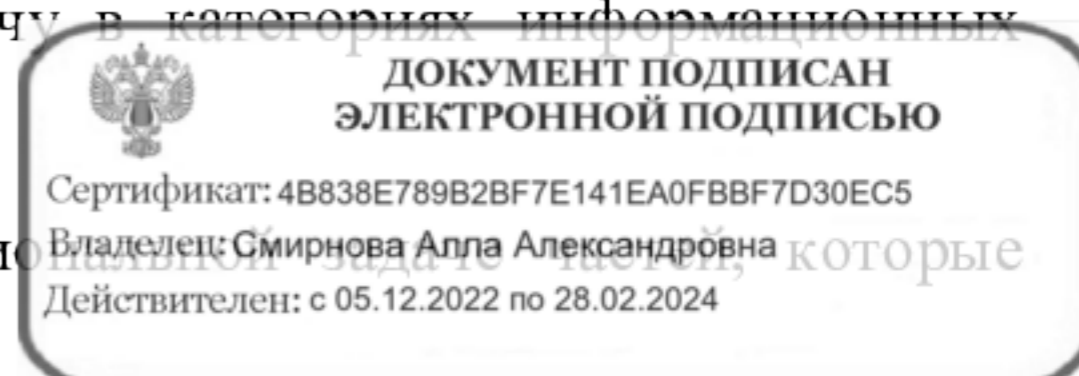 в категориях информационных
ДОКУМЕНТ ПОДПИСАН
ЭЛЕКТРОННОЙ ПОДПИСЬЮ
Сертификат: 4B838E789B2BF7E141EA0FBBF7D30EC5
Владелец: Смирнова Алла Александровна
которые
Действителен: с 05.12.2022 по 28.02.2024